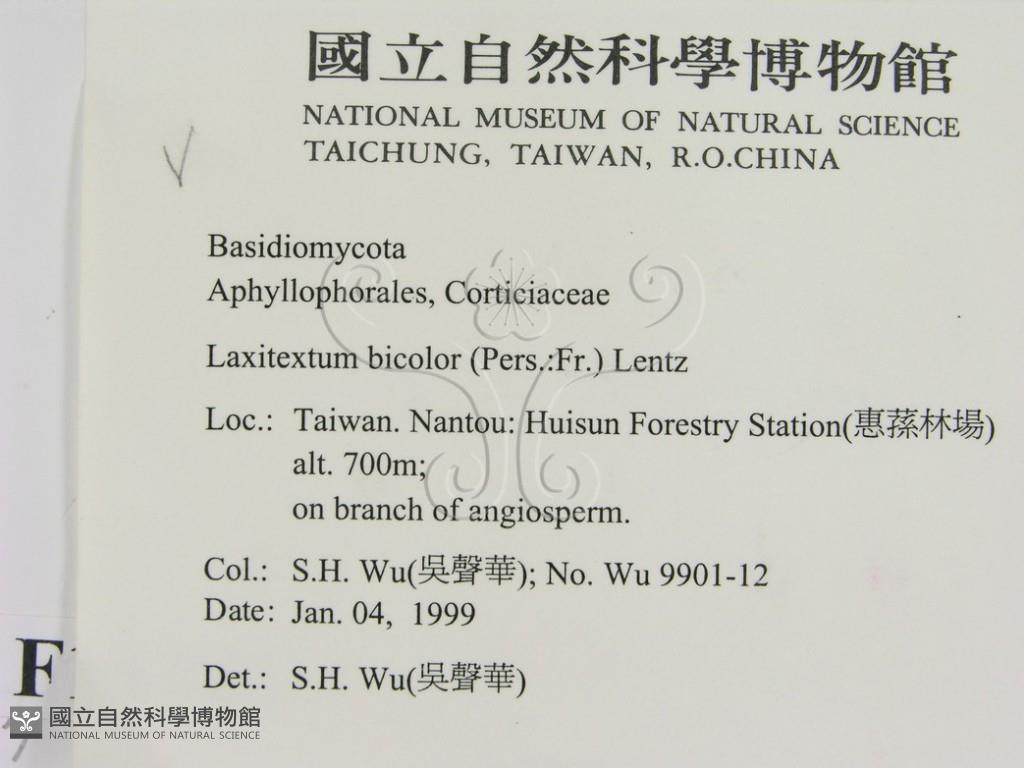 國立自然科學博物館
NATIONAL MUSEUM OF NATURAL SCIENCE
TAICHUNG, TAIWAN, R.O.CHINA
Basidiomycota
Aphyllophorales, Corticiaceae
Laxitextum bicolor (Pers.:Fr.) Lentz
Loc.: Taiwan. Nantou: Huisun Forestry Station(惠蓀林場)
alt. 700m;
on branch of angiosperm.
Col.: S.H. Wu(吳聲華); No. Wu 9901-12
Date: Jan. 04, 1999
Det.: S.H. Wu(吳聲華)
國立自然科學博物館
NATIONAL MUSEUM OF NATURAL SCIENCE